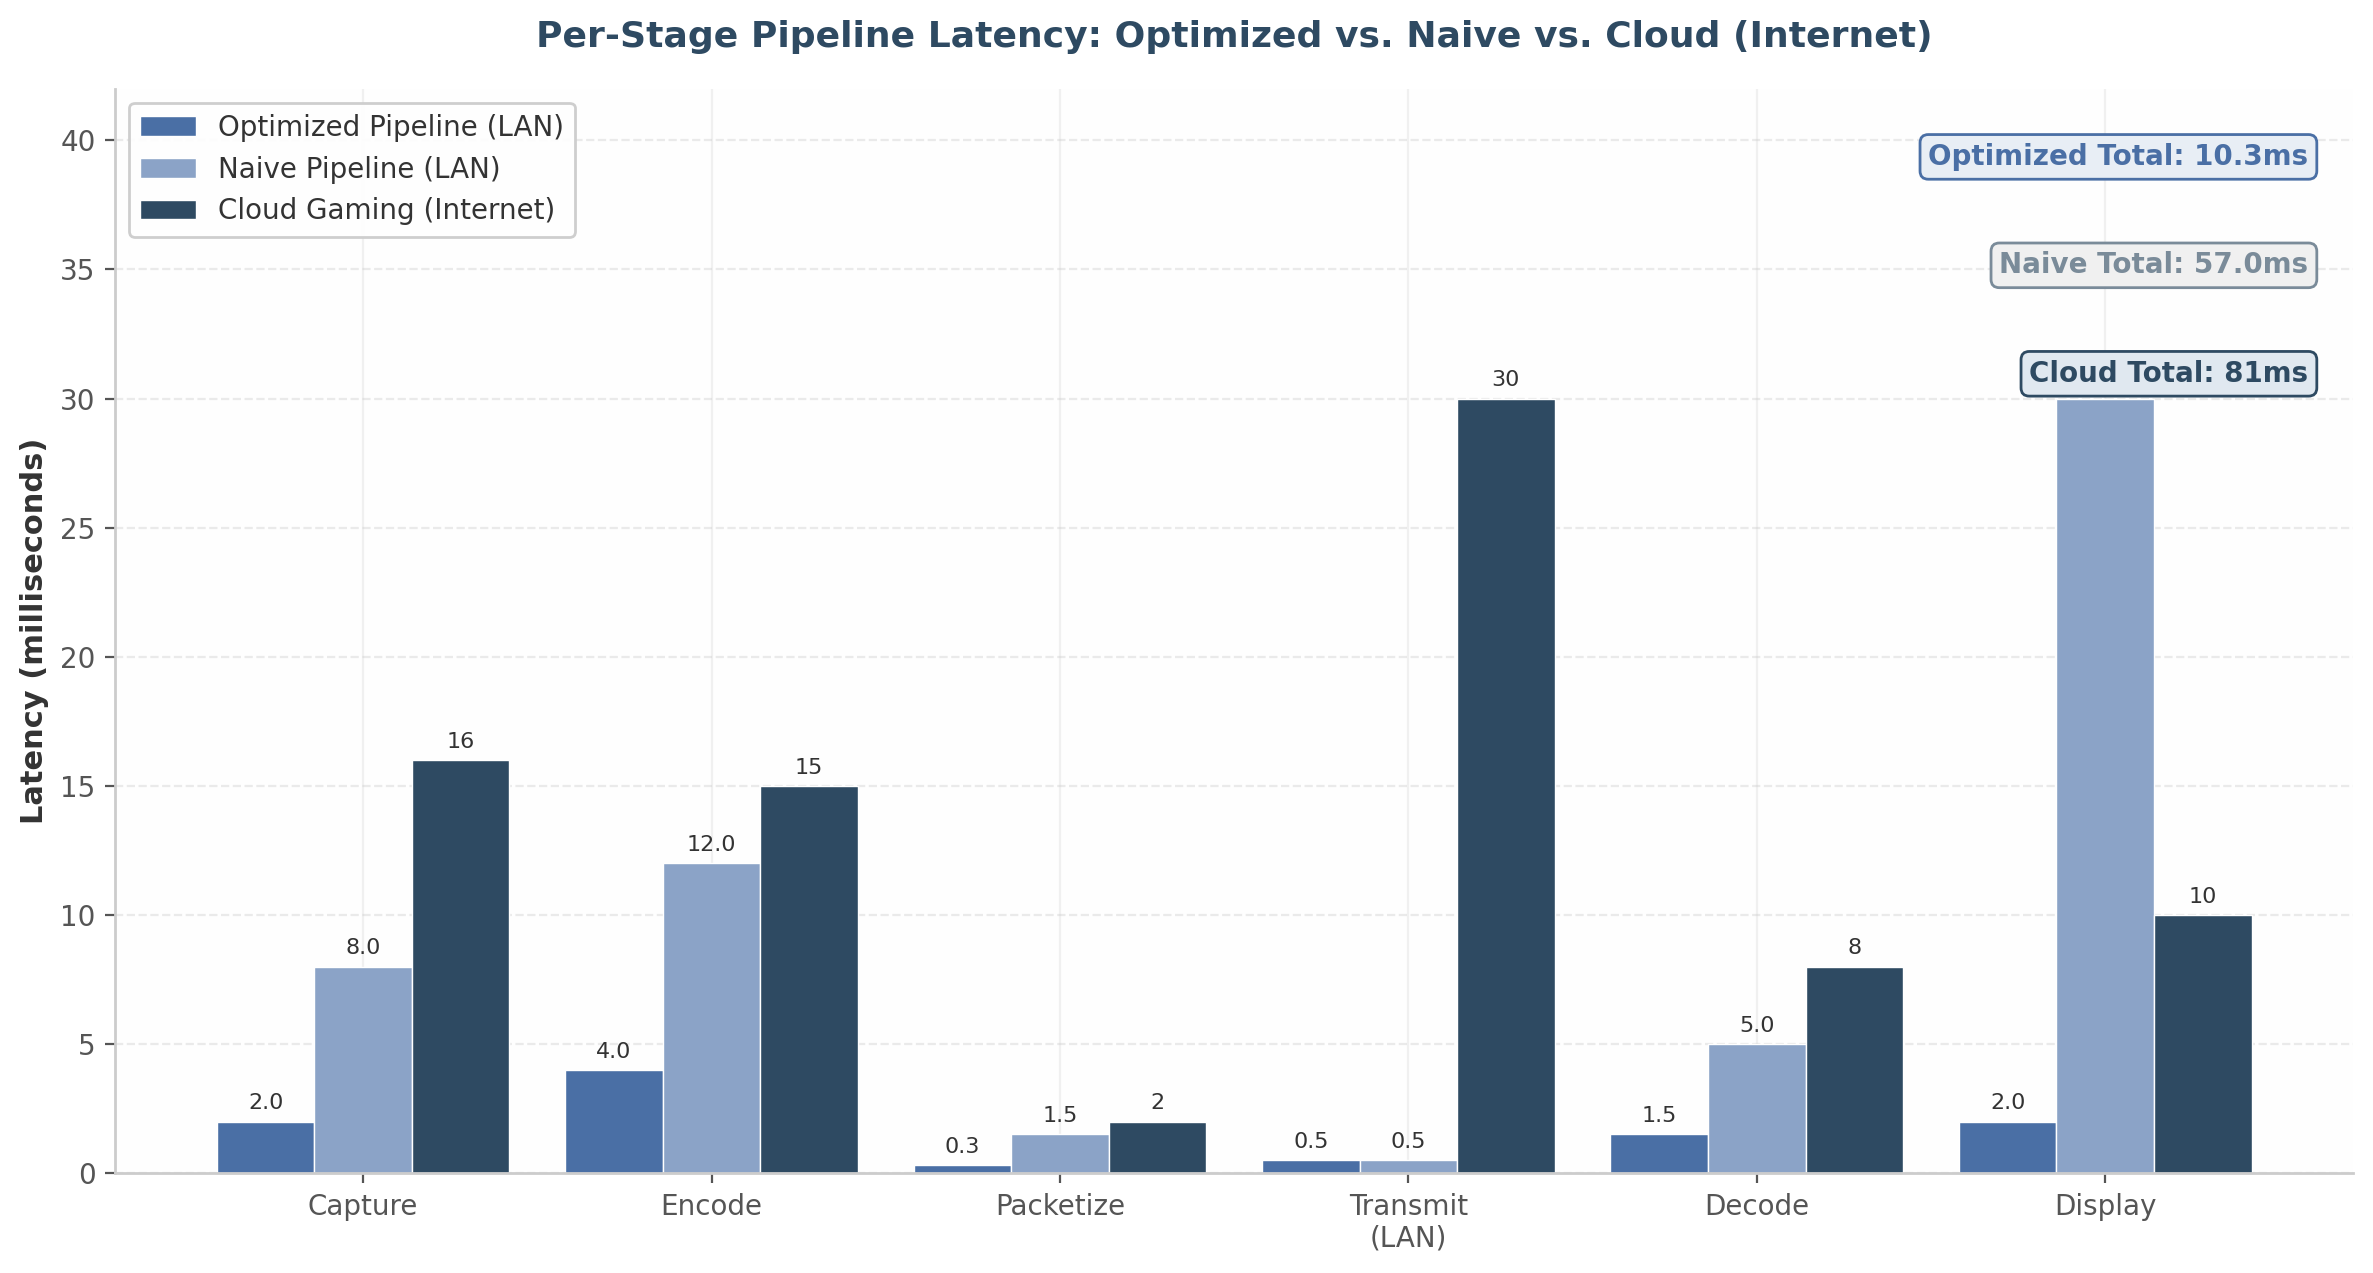 Per-Stage Pipeline Latency: Optimized vs. Naive vs. Cloud (Internet)
Optimized Pipeline (LAN)
Naive Pipeline (LAN)
Cloud Gaming (Internet)
Optimized Total: 10.3ms
Naive Total: 57.0ms
Cloud Total: 81ms
Latency (milliseconds)
40
35
30
25
20
15
10
5
0
2.0
8.0
16
4.0
12.0
15
0.3
1.5
2
0.5
0.5
30
1.5
5.0
8
2.0
10
Capture
Encode
Packetize
Transmit
(LAN)
Decode
Display